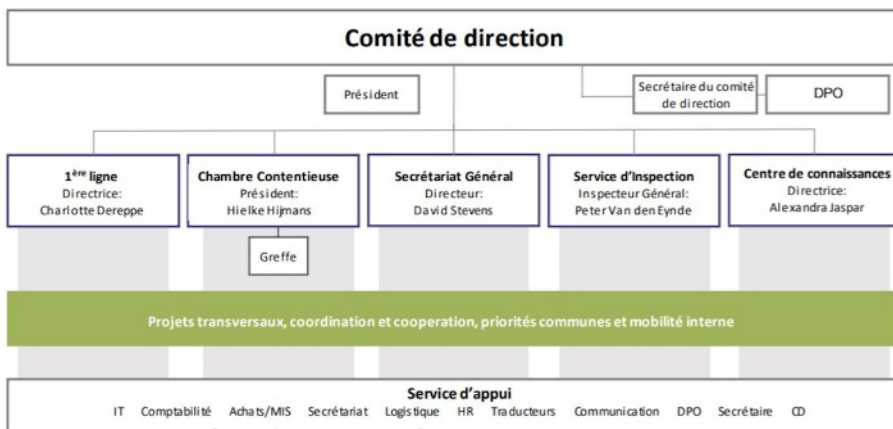 Comité de direction
Président
Secrétaire du comité
de direction
DPO
1ère ligne
Directrice:
Charlotte Dereppe
Chambre Contentieuse
Président:
Hielke Hijmans
Greffe
Secrétariat Général
Directeur:
David Stevens
Service d'Inspection
Inspecteur Général:
Peter Van den Eynde
Centre de connaissances
Directrice:
Alexandra Jaspar
Projets transversaux, coordination et cooperation, priorités communes et mobilité interne
Service d'appui
IT Comptabilité Achats/MIS Secrétariat Logistique HR Traducteurs Communication DPO Secrétaire CD